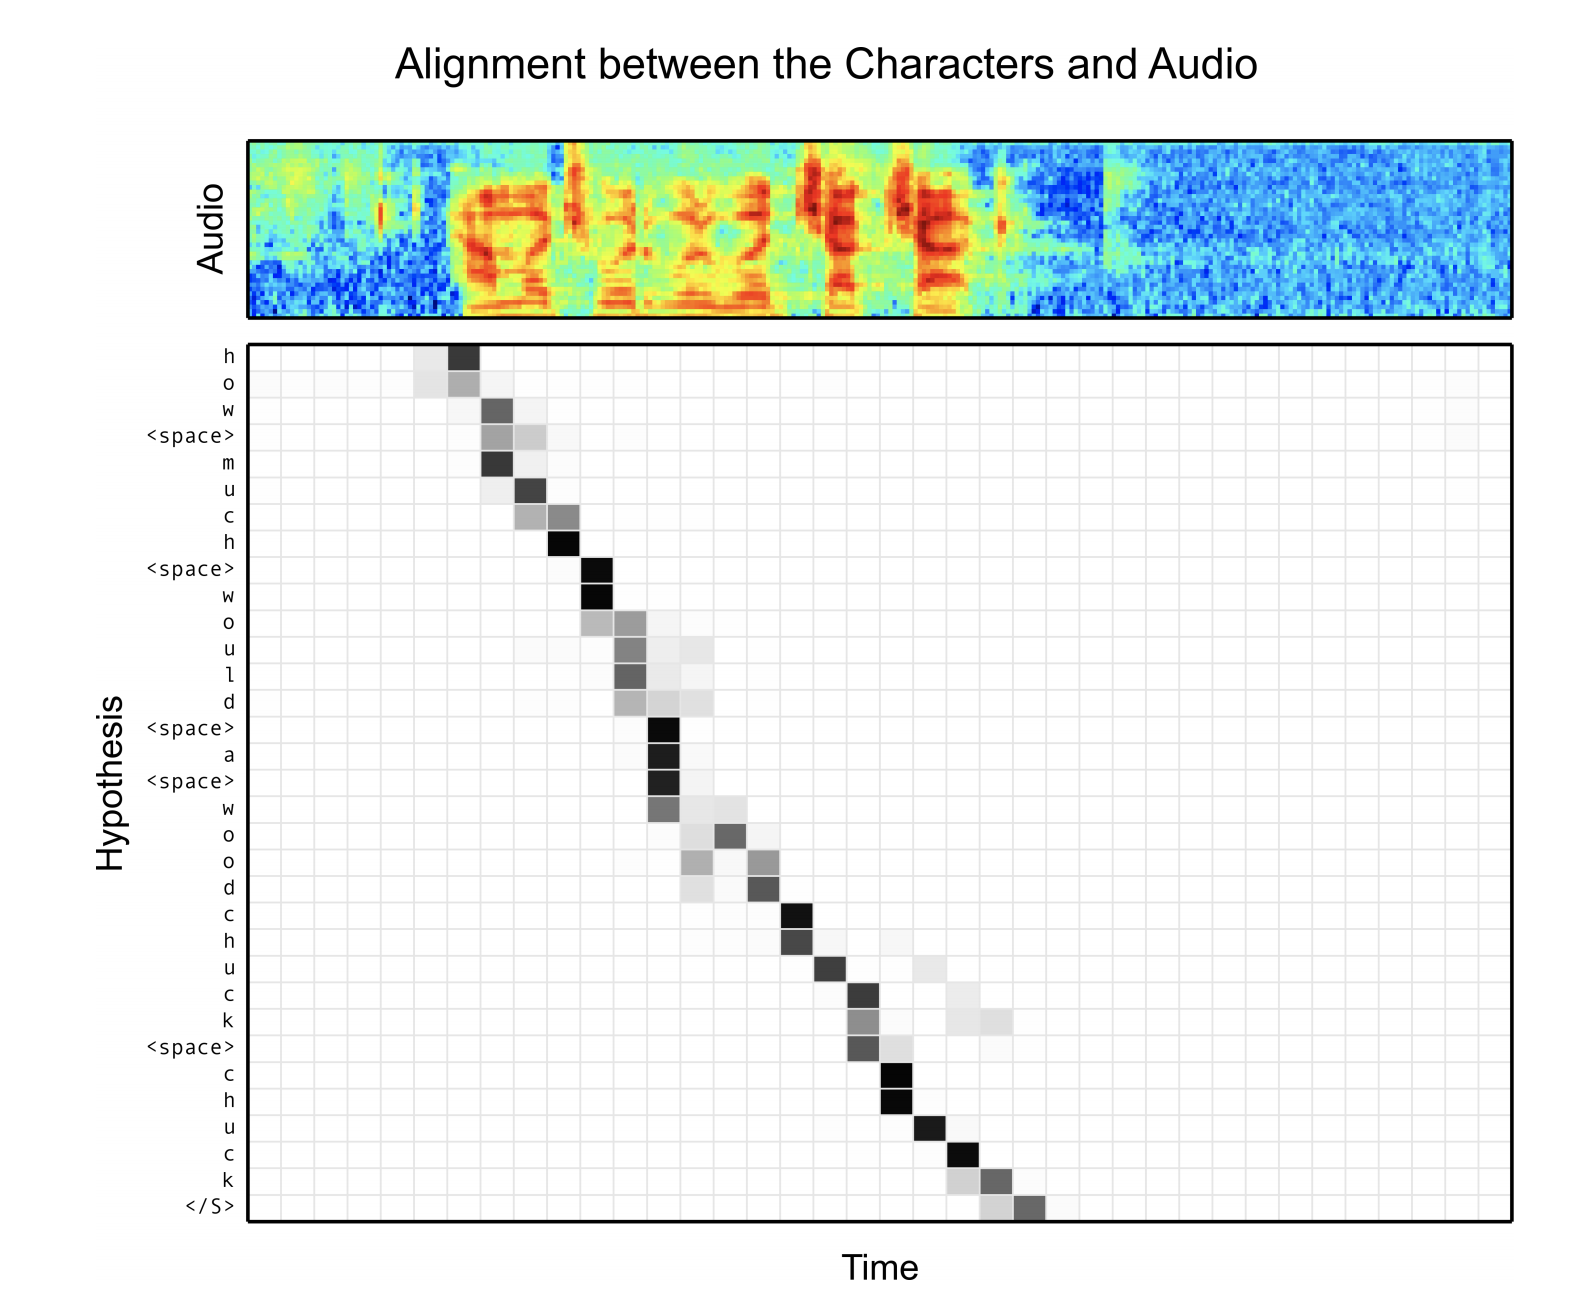 Alignment between the Characters and Audio
Audio
Hypothesis
h
o
w
<space>
m
u
c
h
<space>
w
o
u
l
d
<space>
a
<space>
w
o
o
d
c
h
u
c
k
<space>
c
h
u
c
k
</S>
Time